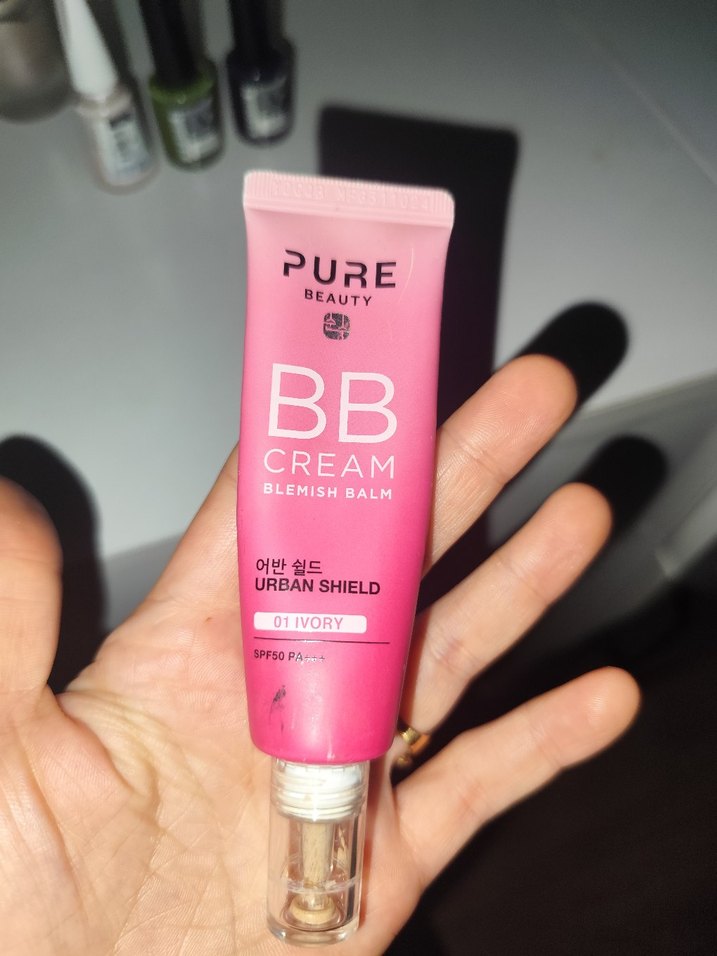 PURE
BEAUTY
BB
CREAM
BLEMISH BALM
어반 쉴드
URBAN SHIELD
01 IVORY
SPF50 PA+++